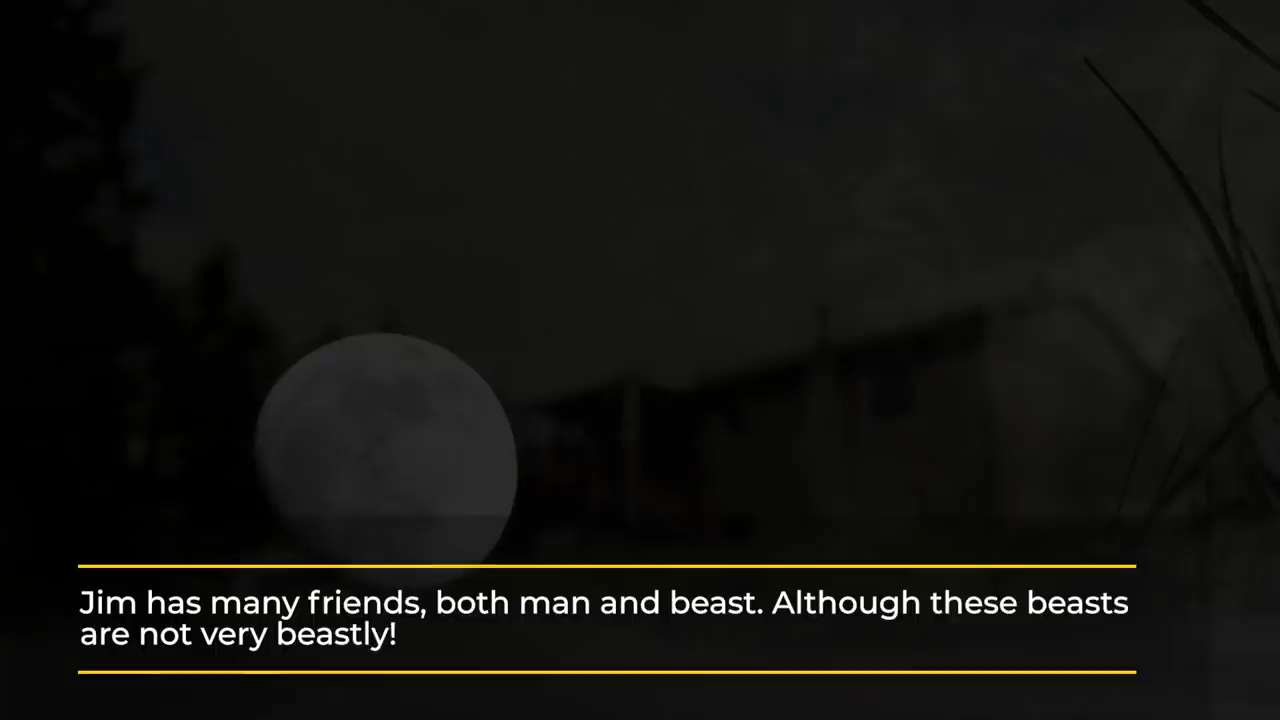 Jim has many friends, both man and beast. Although these beasts
are not very beastly!